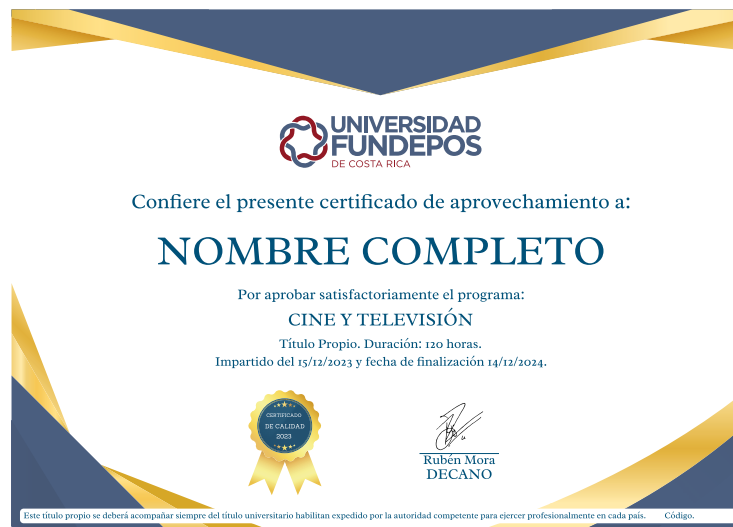 UNIVERSIDAD
FUNDEPOS
DE COSTA RICA
Confiere el presente certificado de aprovechamiento a:
NOMBRE COMPLETO
Por aprobar satisfactoriamente el programa:
CINE Y TELEVISIÓN
Título Propio. Duración: 120 horas.
Impartido del 15/12/2023 y fecha de finalización 14/12/2024.
CERTIFICADO
DE CALIDAD
2023
Rubén Mora
DECANO
Este título propio se deberá acompañar siempre del título universitario habilitan expedido por la autoridad competente para ejercer profesionalmente en cada país. Código.